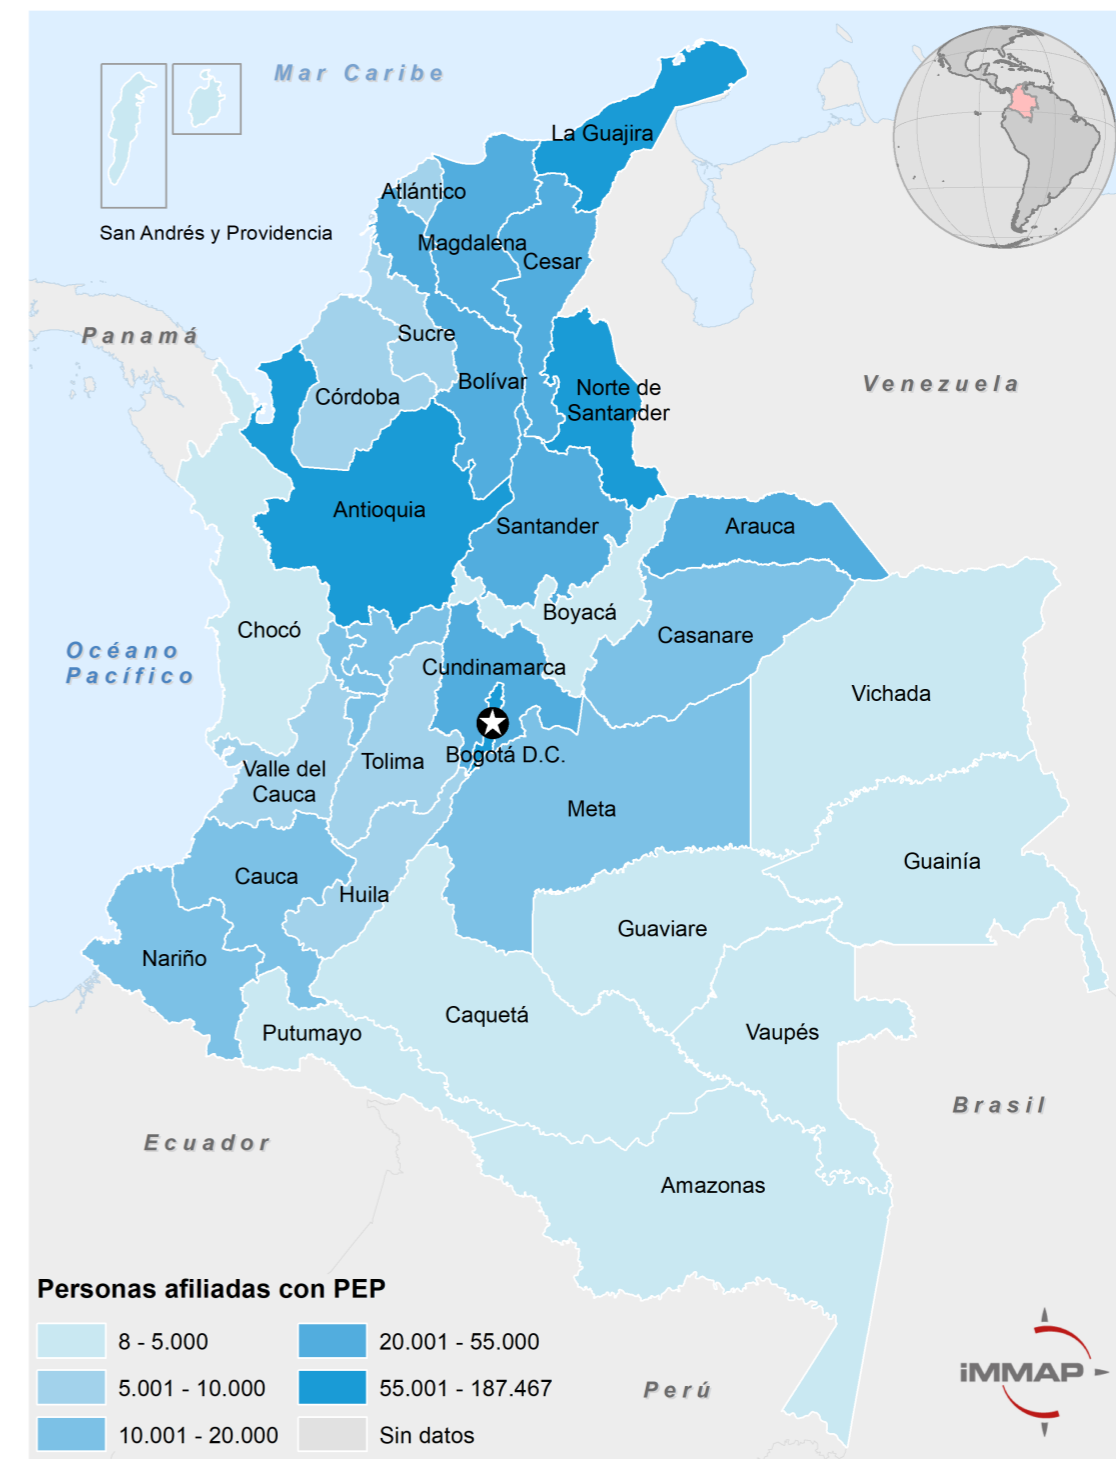 Mar Caribe
La Guajira
Atlántico
San Andrés y Providencia
Magdalena
Cesar
Panamá
Sucre
Bolívar
Córdoba
Norte de
Santander
Venezuela
Antioquia
Santander
Arauca
Boyacá
Chocó
Casanare
Océano
Pacífico
Cundinamarca
Vichada
Bogotá D.C.
Tolima
Valle del
Cauca
Meta
Guainía
Cauca
Huila
Guaviare
Nariño
Caquetá
Vaupés
Putumayo
Brasil
Ecuador
Amazonas
Personas afiliadas con PEP
8 - 5.000
5.001 - 10.000
10.001 - 20.000
20.001 - 55.000
55.001 - 187.467
Sin datos
Perú
iMMAP